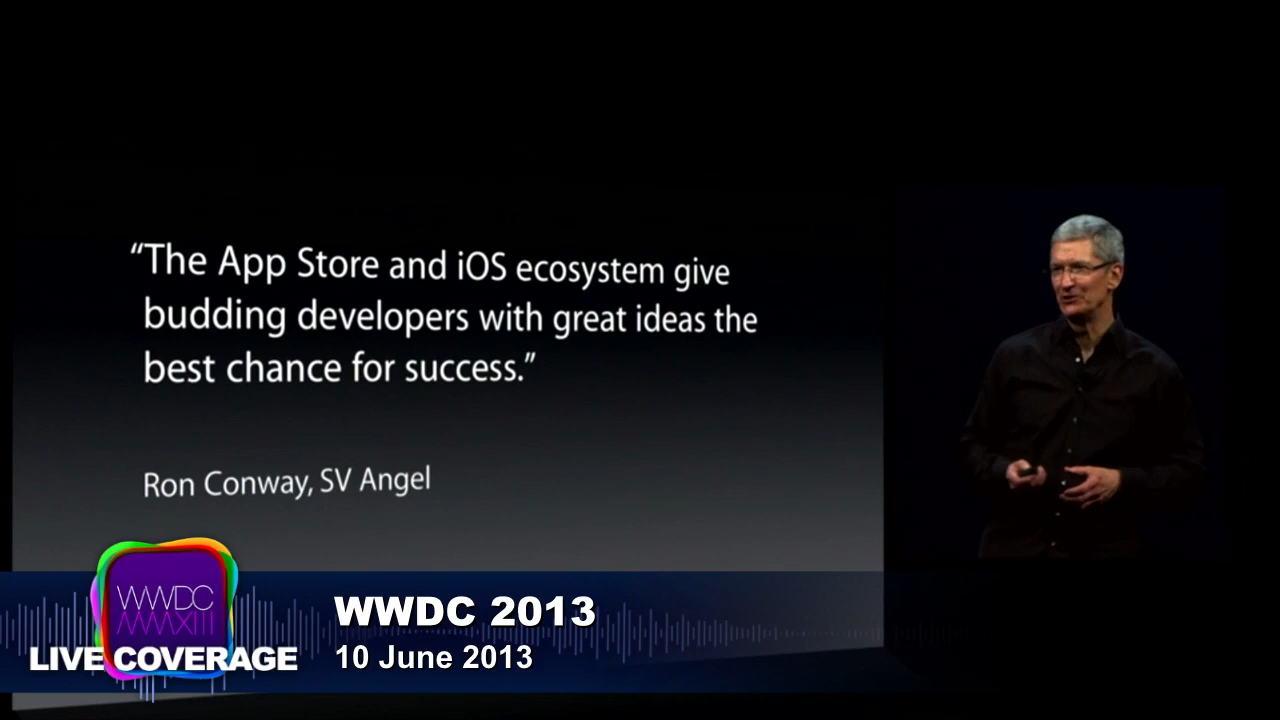 “The App Store and iOS ecosystem give
budding developers with great ideas the
best chance for success.”
Ron Conway, SV Angel
WWDC
MMXIII
LIVE COVERAGE
WWDC 2013
10 June 2013